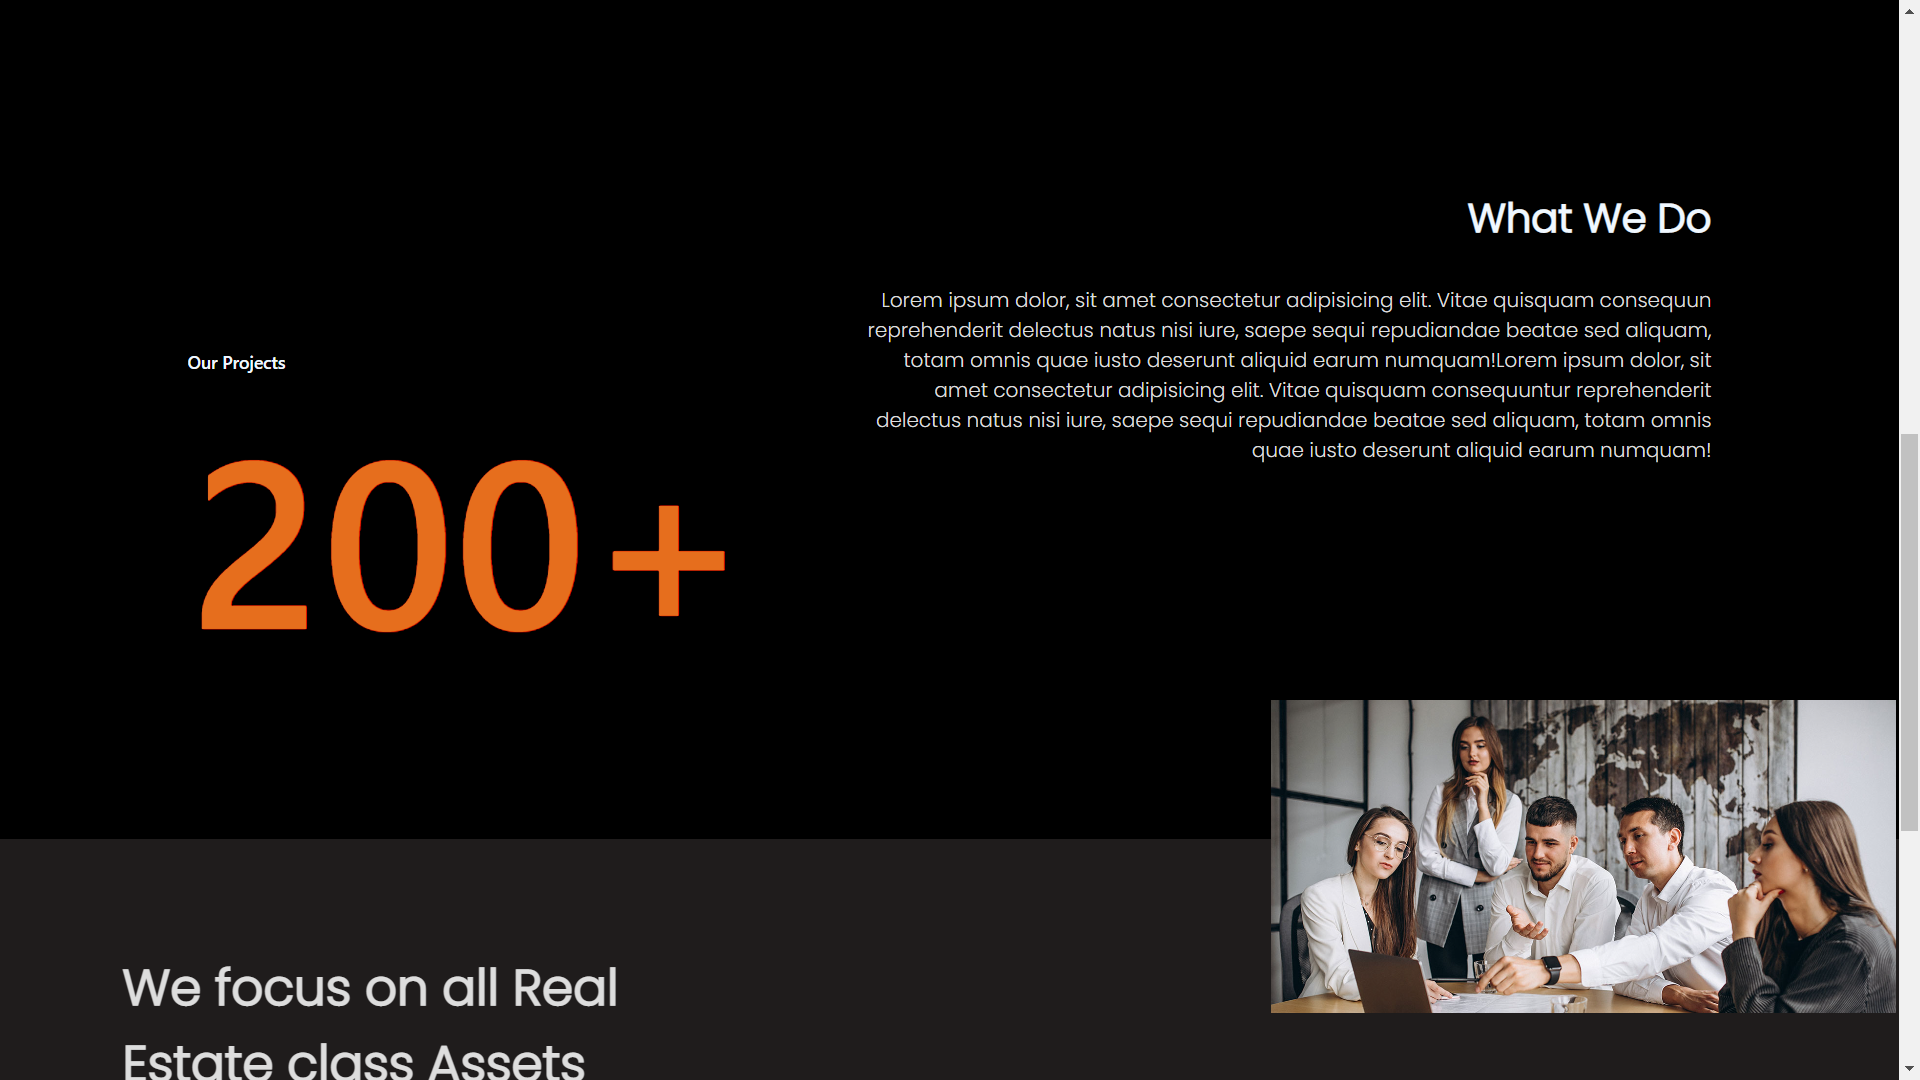 What We Do
Lorem ipsum dolor, sit amet consectetur adipisicing elit. Vitae quisquam consequun
reprehenderit delectus natus nisi iure, saepe sequi repudiandae beatae sed aliquam,
totam omnis quae iusto deserunt aliquid earum numquam!Lorem ipsum dolor, sit
amet consectetur adipisicing elit. Vitae quisquam consequuntur reprehenderit
delectus natus nisi iure, saepe sequi repudiandae beatae sed aliquam, totam omnis
quae iusto deserunt aliquid earum numquam!
Our Projects
200+
We focus on all Real
Estate class Assets